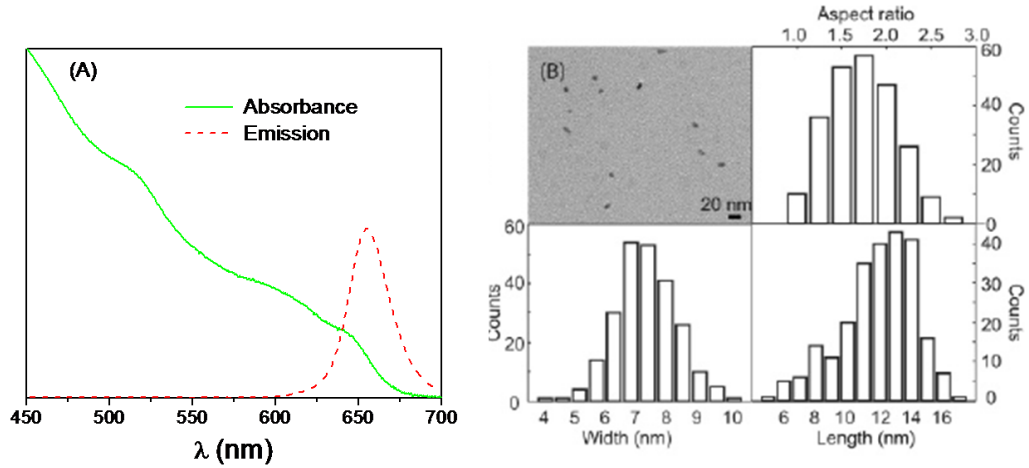 (A)
Absorbance
Emission
450 500 550 600 650 700
λ (nm)
Aspect ratio
1.0 1.5 2.0 2.5 3.0
(B)
20 nm
60
40
20
0
Counts
60
40
20
0
Counts
4 5 6 7 8 9 10
Width (nm)
40
30
20
10
0
Counts
6 8 10 12 14 16
Length (nm)